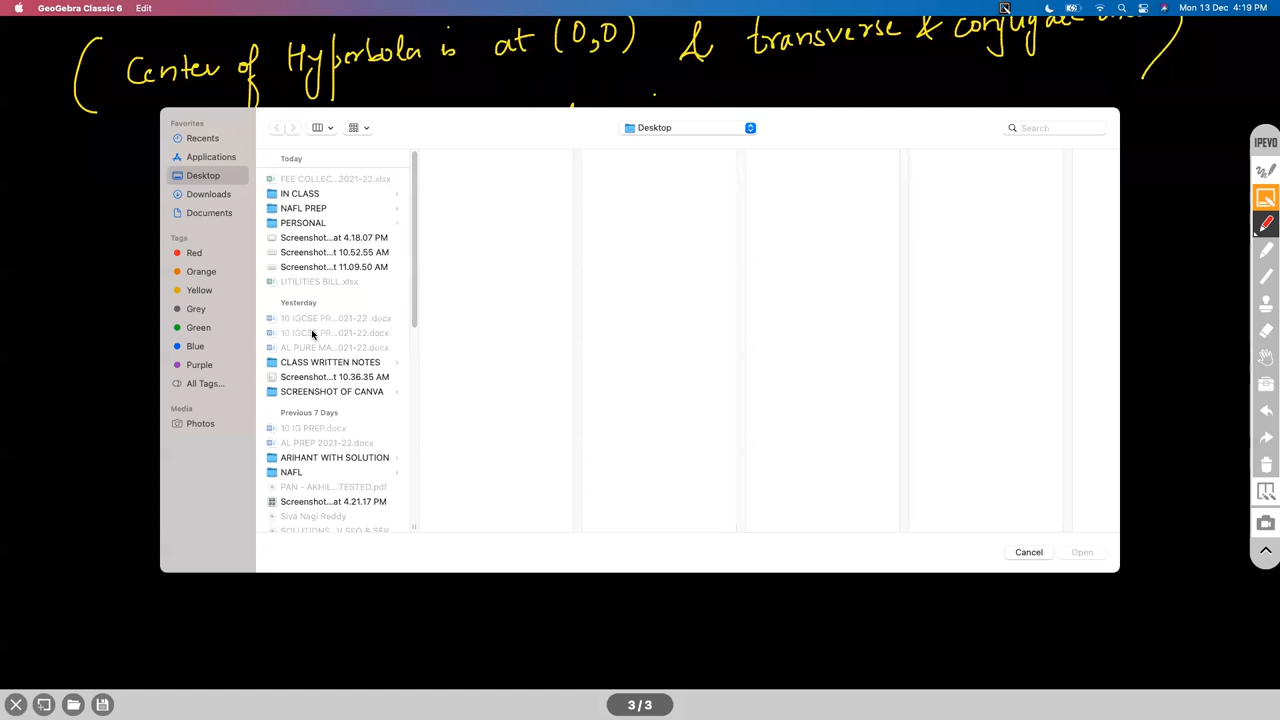 GeoGebra Classic 6 Edit
Mon 13 Dec 4:19 PM
(Center of Hyperbola is at (0,0) & transverse & conjugate
Favorites
Recents
Applications
Desktop
Downloads
Documents
Tags
Red
Orange
Yellow
Grey
Green
Blue
Purple
All Tags...
Media
Photos
Desktop
Search
Today
FEE COLLEC...2021-22.xlsx
IN CLASS
NAFL PREP
PERSONAL
Screenshot...at 4.18.07 PM
Screenshot...t 10.52.55 AM
Screenshot...t 11.09.50 AM
UTILITIES BILL.xlsx
Yesterday
10 IGCSE PR...021-22 .docx
10 IGCSE PR...021-22.docx
AL PURE MA...021-22.docx
CLASS WRITTEN NOTES
Screenshot...t 10.36.35 AM
SCREENSHOT OF CANVA
Previous 7 Days
10 IG PREP.docx
AL PREP 2021-22.docx
ARIHANT WITH SOLUTION
NAFL
PAN - AKHIL...TESTED.pdf
Screenshot...at 4.21.17 PM
Siva Nagi Reddy
Cancel
Open
IPEVO
3/3